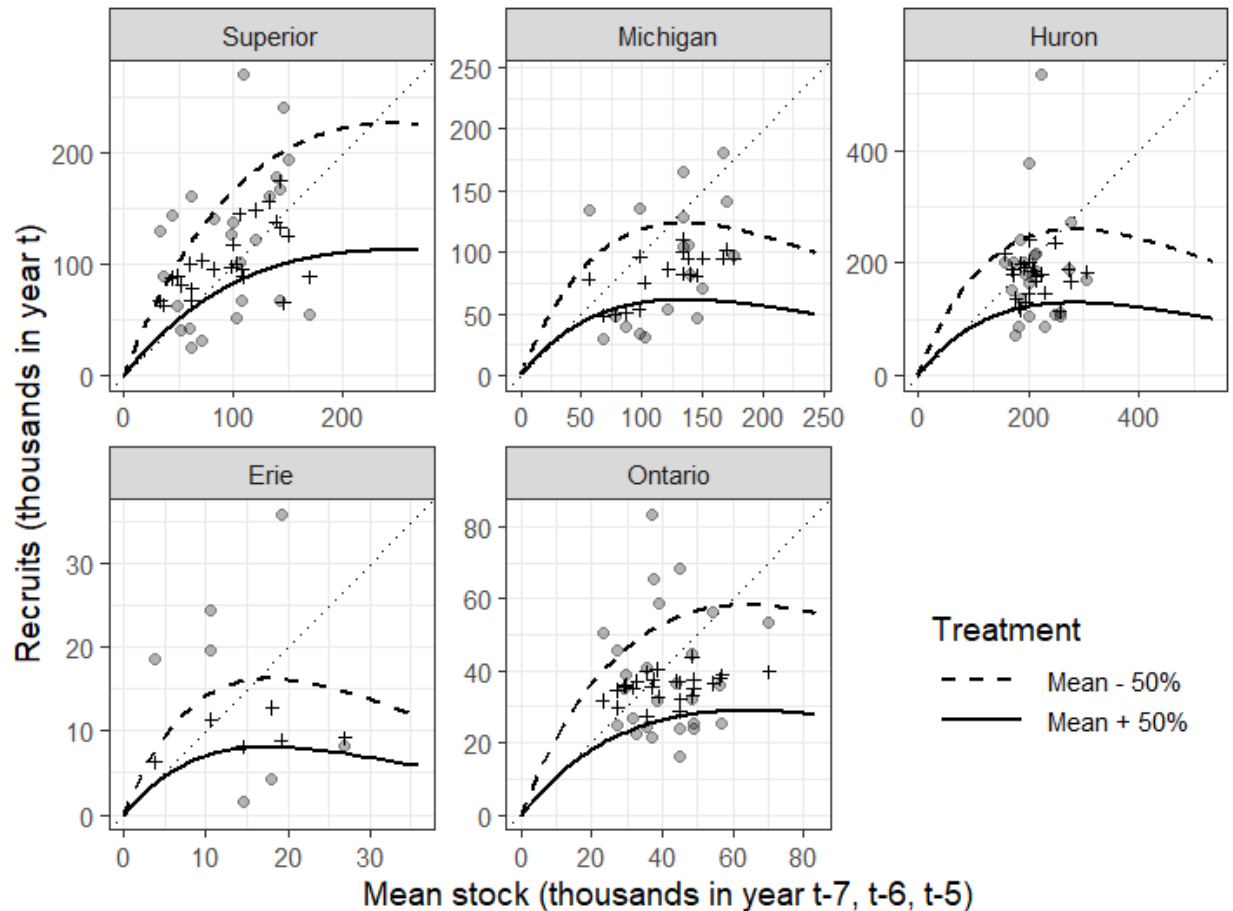 Superior
Michigan
Huron
200
100
0
0 100 200
250
200
150
100
50
0
0 50 100 150 200 250
400
200
0
0 200 400
Erie
Ontario
30
20
10
0
0 10 20 30
80
60
40
20
0
0 20 40 60 80
Recruits (thousands in year t)
Mean stock (thousands in year t-7, t-6, t-5)
Treatment
Mean - 50%
Mean + 50%